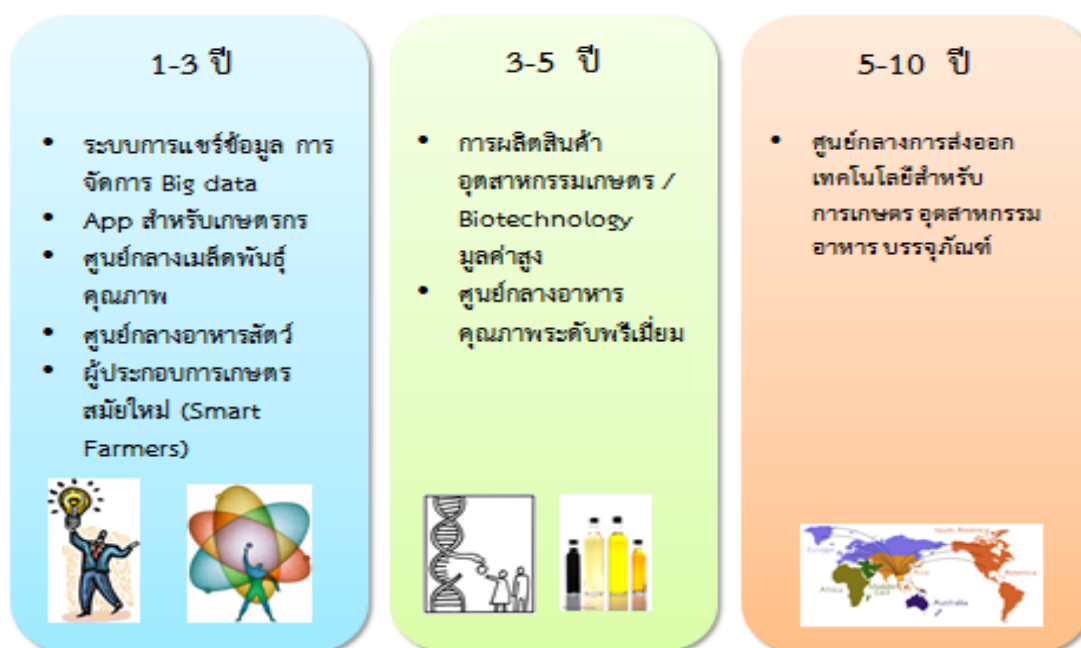 1-3 ปี
• ระบบการแชร์ข้อมูล การ
จัดการ Big data
• App สำหรับเกษตรกร
• ศูนย์กลางเมล็ดพันธุ์
คุณภาพ
• ศูนย์กลางอาหารสัตว์
• ผู้ประกอบการเกษตร
สมัยใหม่ (Smart
Farmers)
3-5 ปี
• การผลิตสินค้า
อุตสาหกรรมเกษตร /
Biotechnology
มูลค่าสูง
• ศูนย์กลางอาหาร
คุณภาพระดับพรีเมี่ยม
5-10 ปี
• ศูนย์กลางการส่งออก
เทคโนโลยีสำหรับ
การเกษตร อุตสาหกรรม
อาหาร บรรจุภัณฑ์
North America
Europe
Asia
America
Africa
Middle
East
Australia